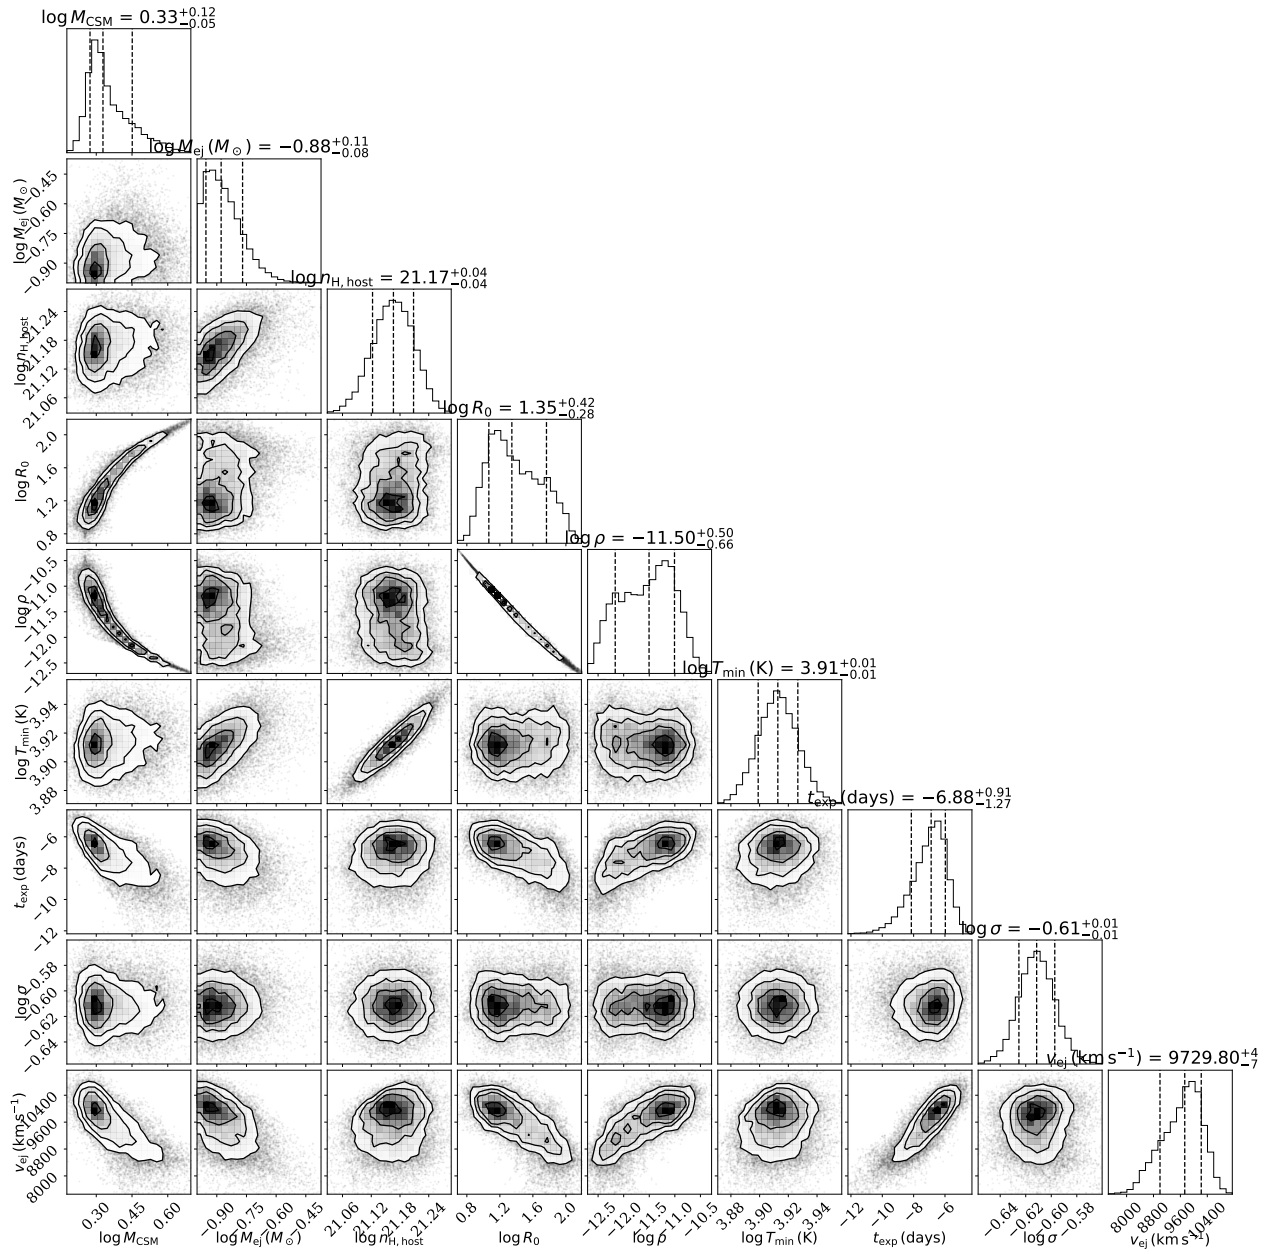 log M_CSM = 0.33^{+0.12}_{−0.05}
log M_ej (M_⊙) = −0.88^{+0.11}_{−0.08}
log M_ej (M_⊙)
−0.45
−0.60
−0.75
−0.90
log n_{H, host} = 21.17^{+0.04}_{−0.04}
log n_{H, host}
21.24
21.18
21.12
21.06
log R_0 = 1.35^{+0.42}_{−0.28}
log R_0
2.0
1.6
1.2
0.8
log ρ = −11.50^{+0.50}_{−0.66}
log ρ
−10.5
−11.0
−11.5
−12.0
−12.5
log T_min (K) = 3.91^{+0.01}_{−0.01}
log T_min (K)
3.94
3.92
3.90
3.88
t_exp (days) = −6.88^{+0.91}_{−1.27}
t_exp (days)
−6
−8
−10
−12
log σ = −0.61^{+0.01}_{−0.01}
log σ
−0.58
−0.60
−0.62
−0.64
v_ej (km s^{−1}) = 9729.80^{+4}_{−7}
v_ej (km s^{−1})
10400
9600
8800
8000
0.30 0.45 0.60
−0.90 −0.75 −0.60 −0.45
21.06 21.12 21.18 21.24
0.8 1.2 1.6 2.0
−12.5 −12.0 −11.5 −11.0 −10.5
3.88 3.90 3.92 3.94
−12 −10 −8 −6
−0.64 −0.62 −0.60 −0.58
8000 8800 9600 10400
log M_CSM
log M_ej (M_⊙)
log n_{H, host}
log R_0
log ρ
log T_min (K)
t_exp (days)
log σ
v_ej (km s^{−1})